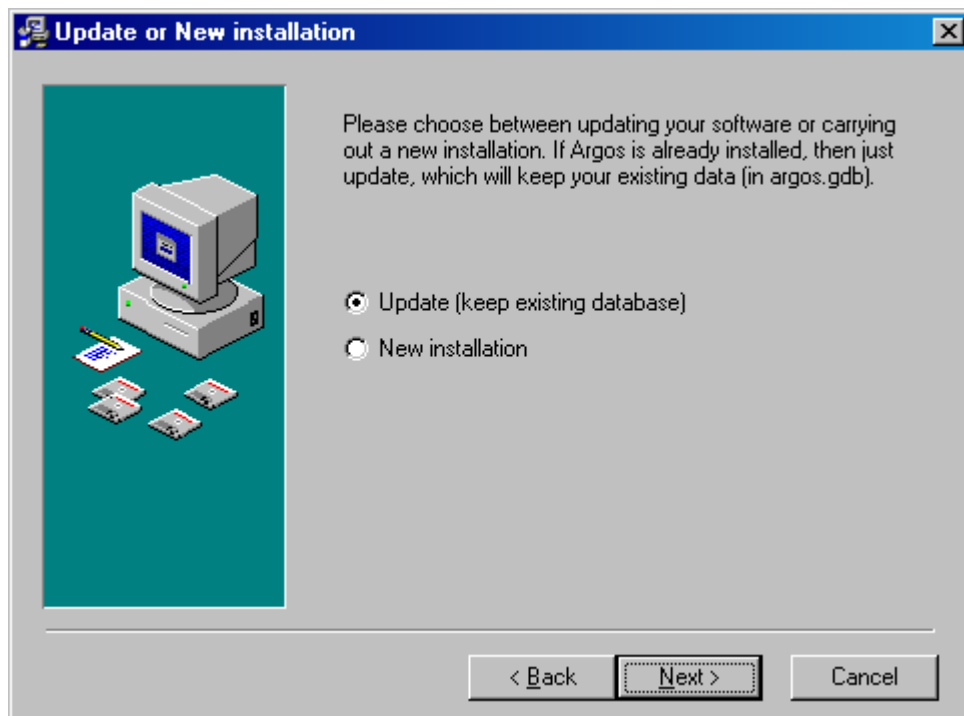 Update or New installation
Please choose between updating your software or carrying
out a new installation. If Argos is already installed, then just
update, which will keep your existing data (in argos.gdb).
Update (keep existing database)
New installation
< Back
Next >
Cancel